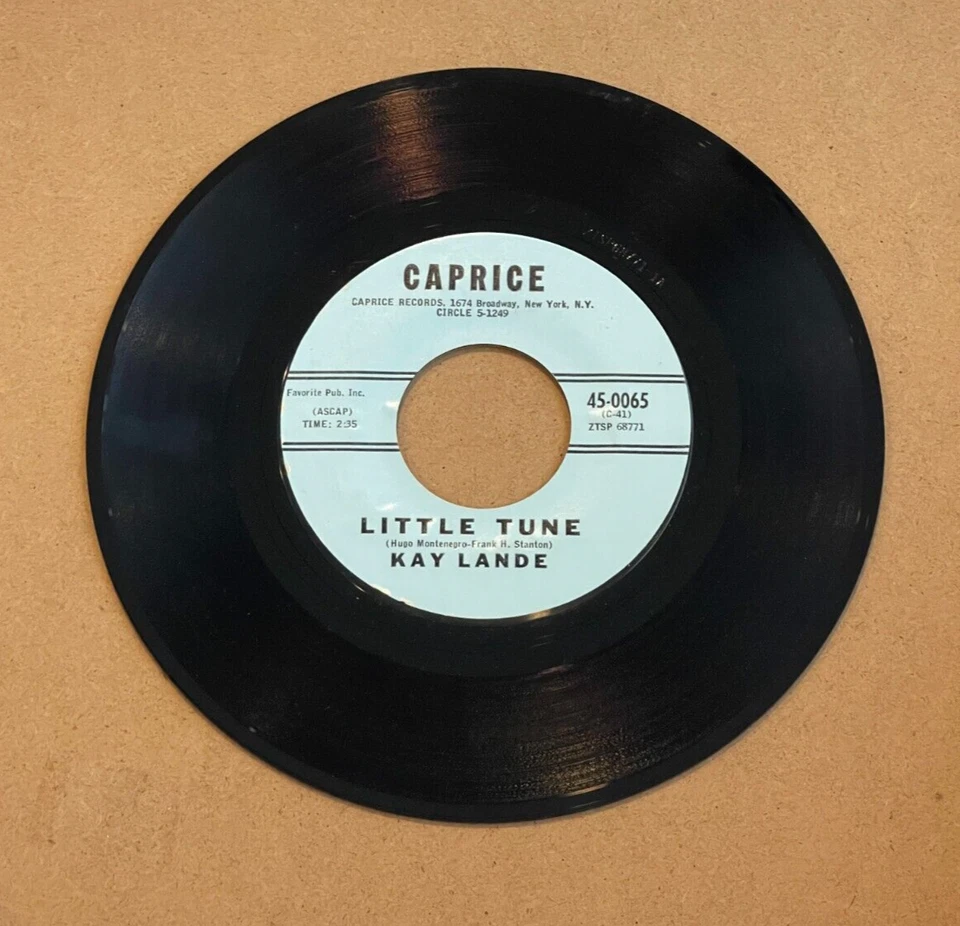 CAPRICE
CAPRICE RECORDS, 1674 Broadway, New York, N.Y.
CIRCLE 5-1249
Favorite Pub. Inc.
(ASCAP)
TIME: 2:35
45-0065
(C-41)
ZTSP 68771
LITTLE TUNE
(Hugo Montenegro-Frank H. Stanton)
KAY LANDE